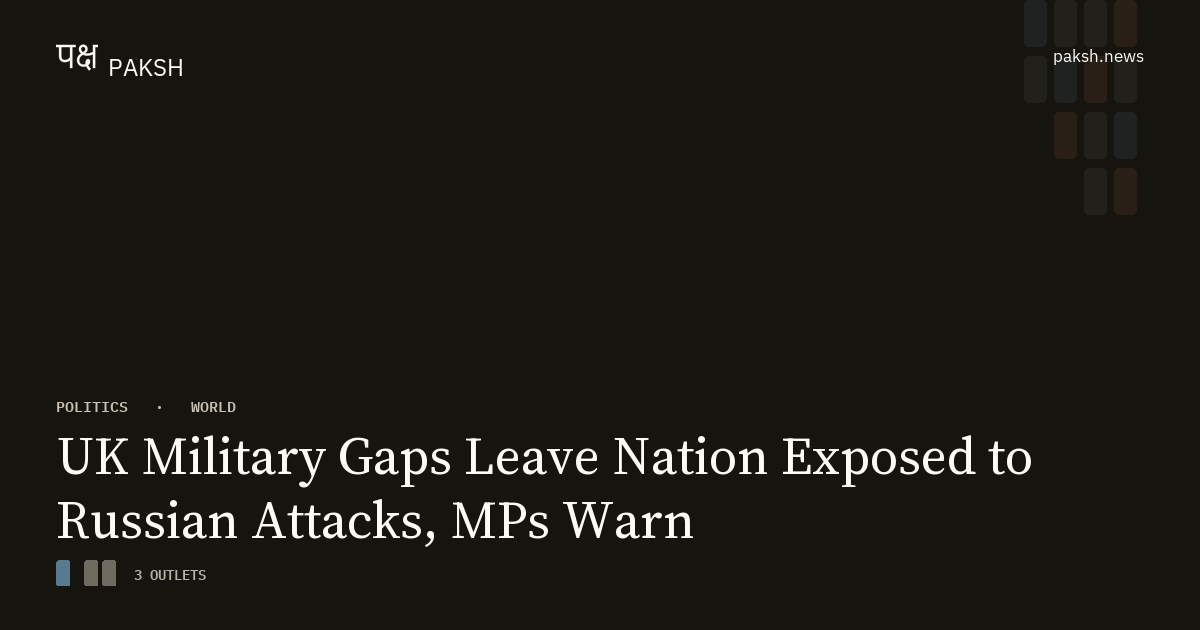 पक्ष PAKSH
paksh.news
POLITICS · WORLD
UK Military Gaps Leave Nation Exposed to
Russian Attacks, MPs Warn
3 OUTLETS